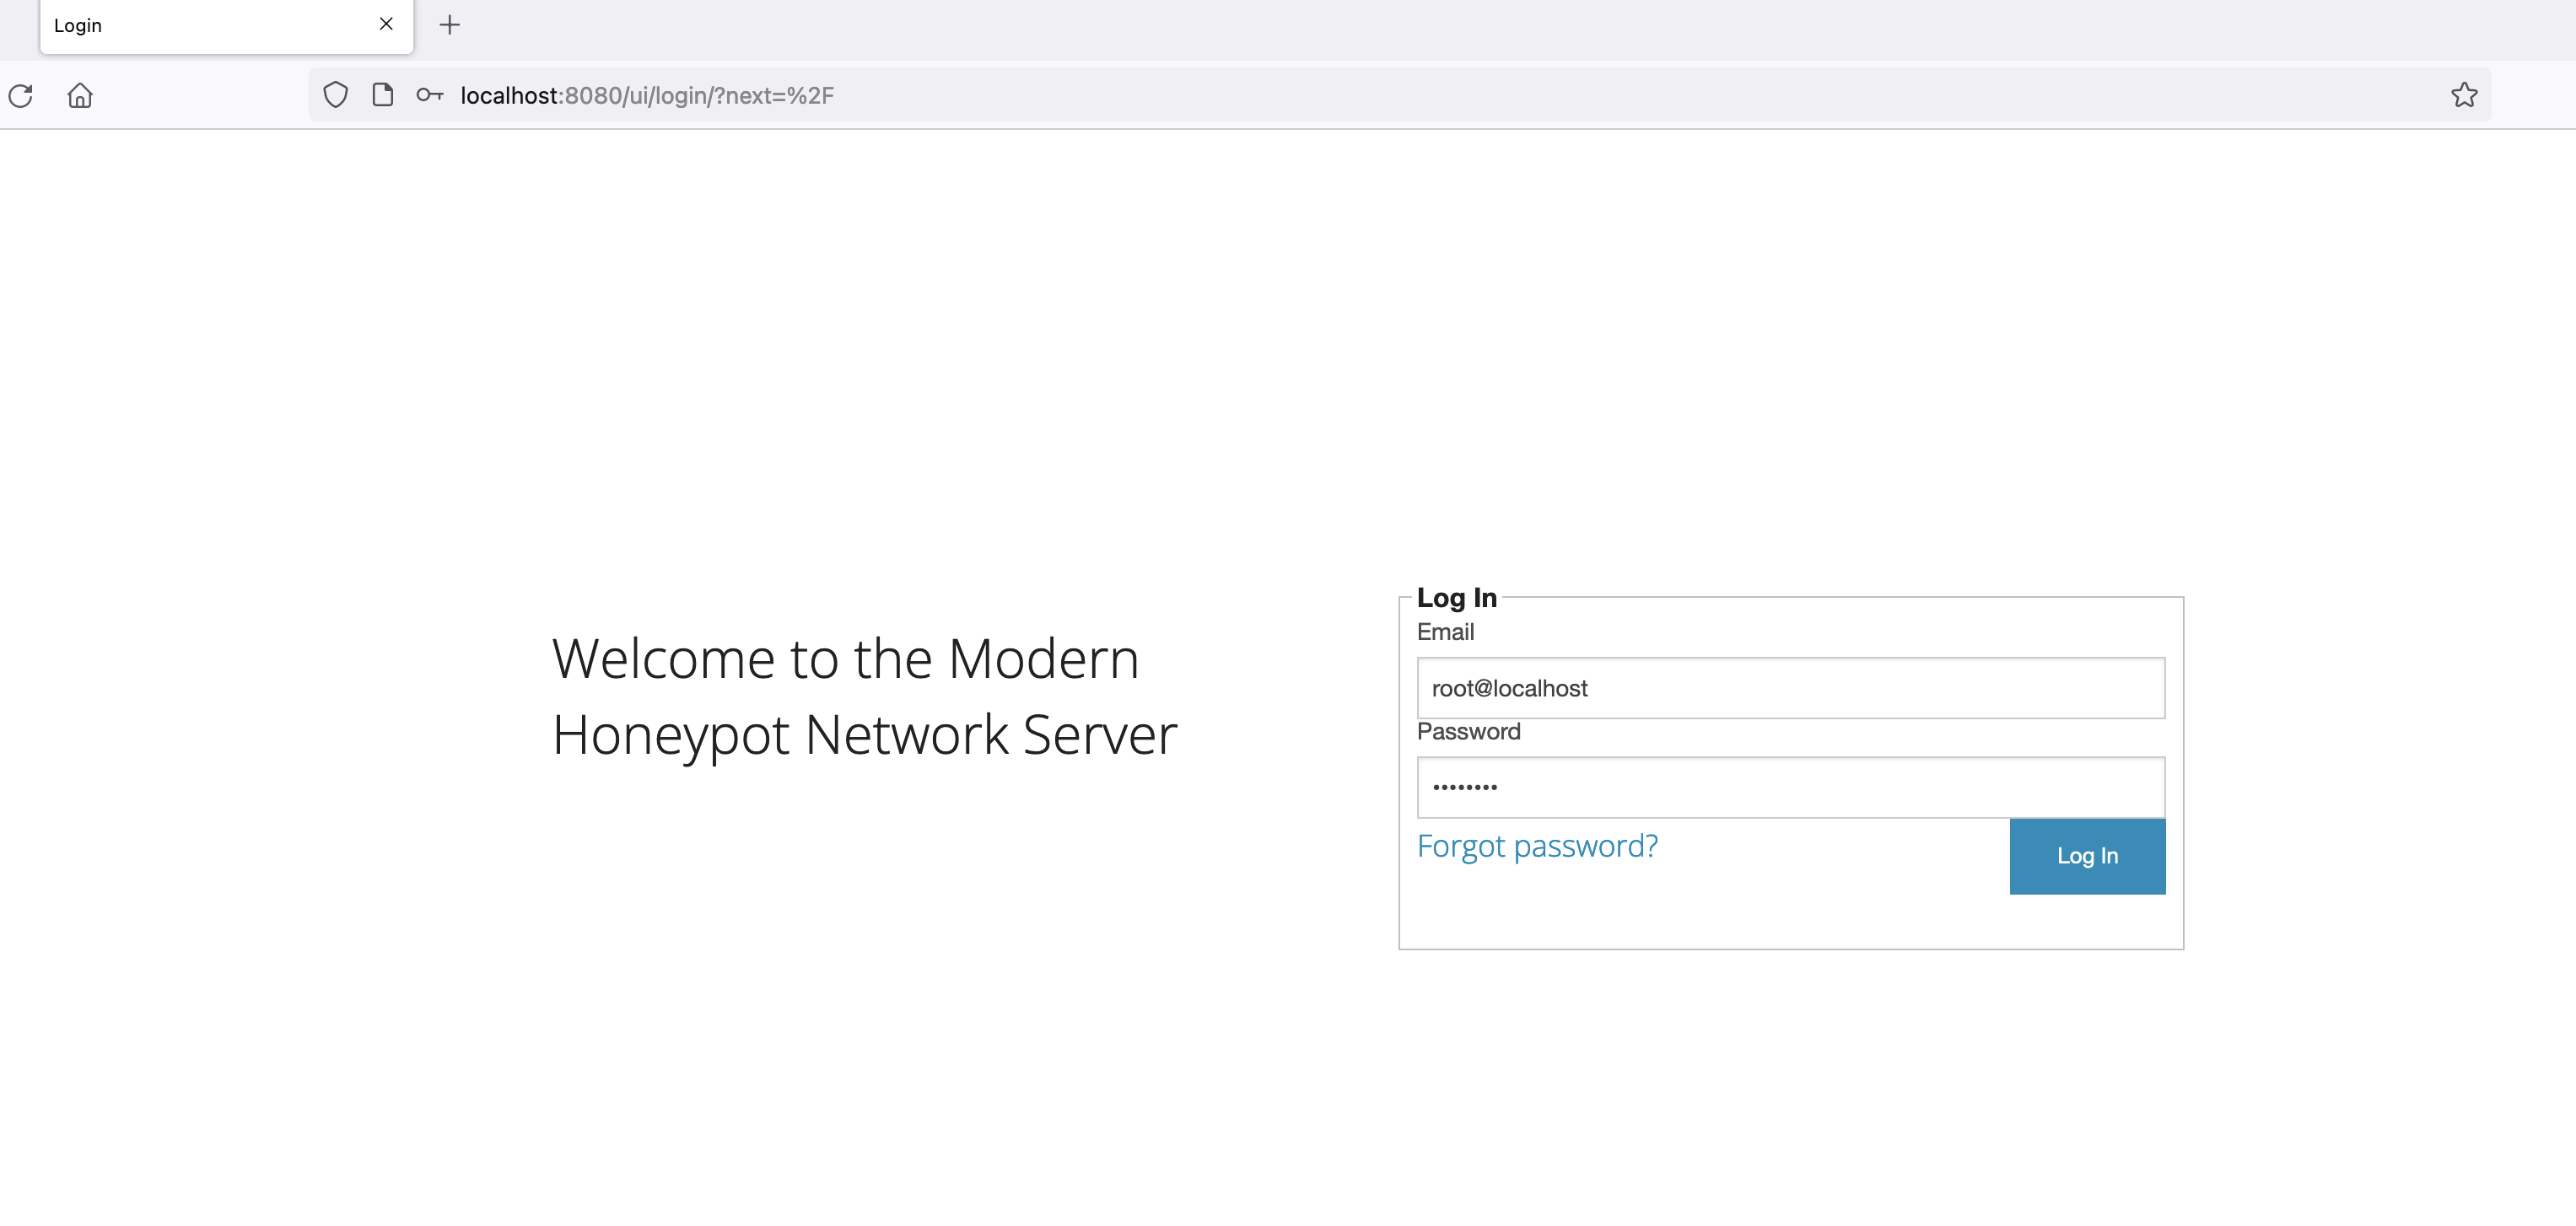 Login
localhost:8080/ui/login/?next=%2F
Welcome to the Modern
Honeypot Network Server
Log In
Email
root@localhost
Password
••••••••
Forgot password?
Log In